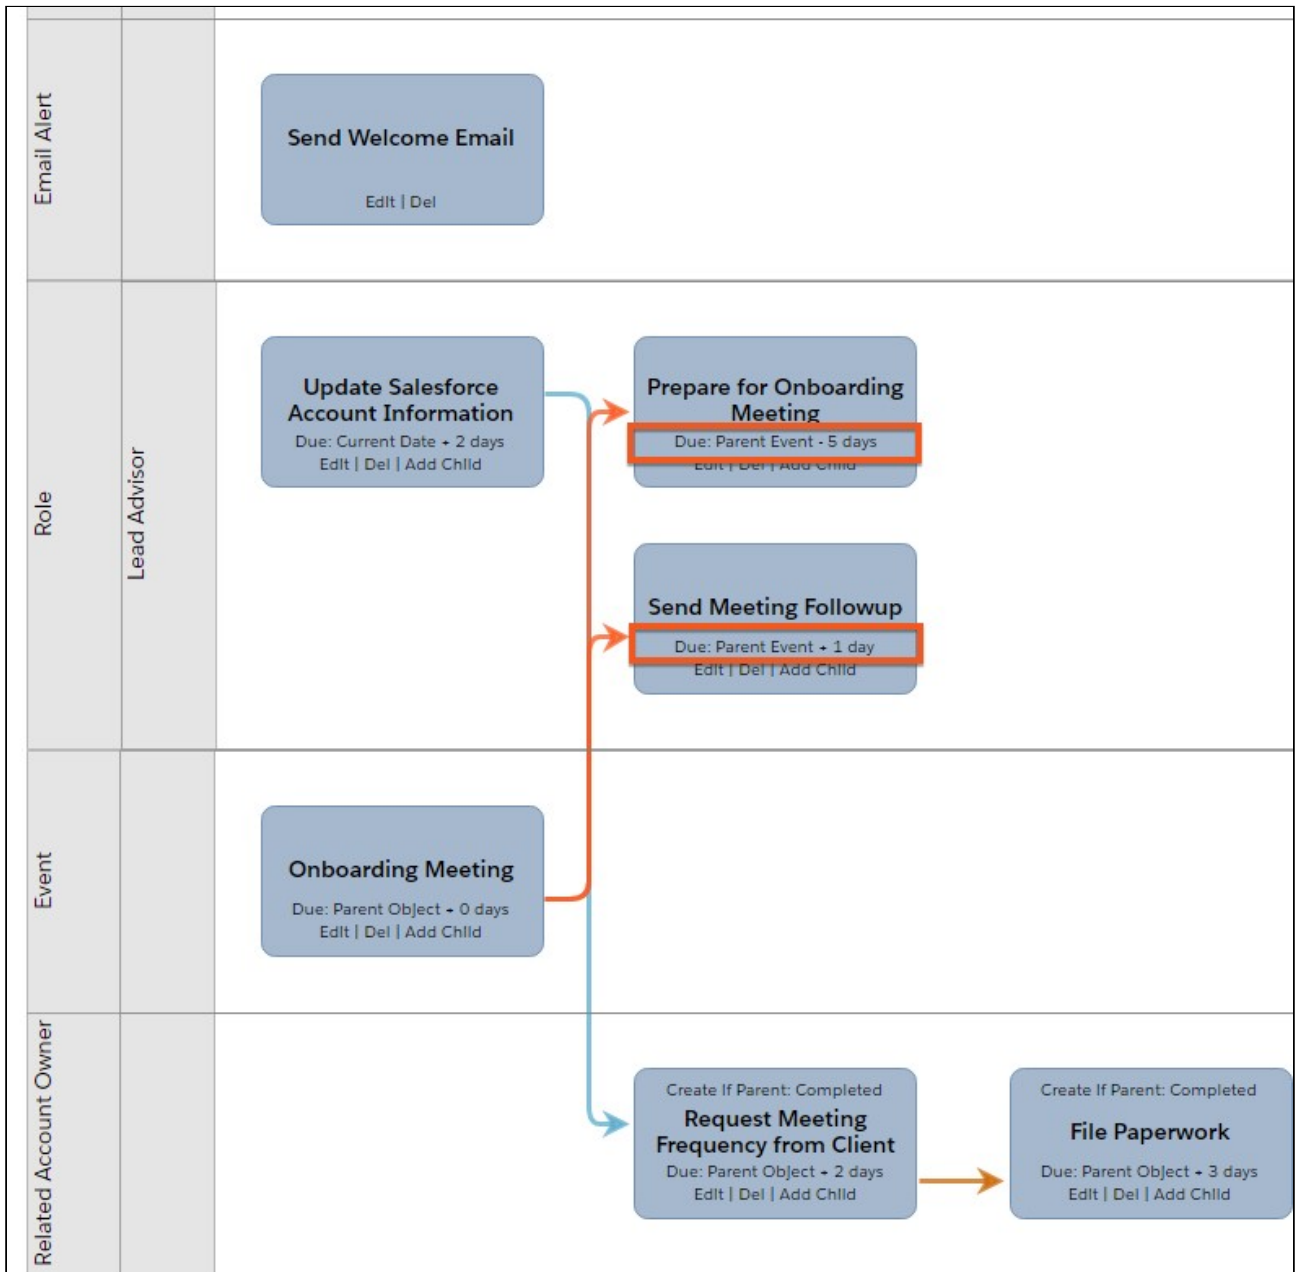 Email Alert
Send Welcome Email
Edit | Del
Role
Lead Advisor
Update Salesforce
Account Information
Due: Current Date + 2 days
Edit | Del | Add Child
Prepare for Onboarding
Meeting
Due: Parent Event - 5 days
Edit | Del | Add Child
Send Meeting Followup
Due: Parent Event + 1 day
Edit | Del | Add Child
Event
Onboarding Meeting
Due: Parent Object + 0 days
Edit | Del | Add Child
Related Account Owner
Create If Parent: Completed
Request Meeting
Frequency from Client
Due: Parent Object + 2 days
Edit | Del | Add Child
Create If Parent: Completed
File Paperwork
Due: Parent Object + 3 days
Edit | Del | Add Child